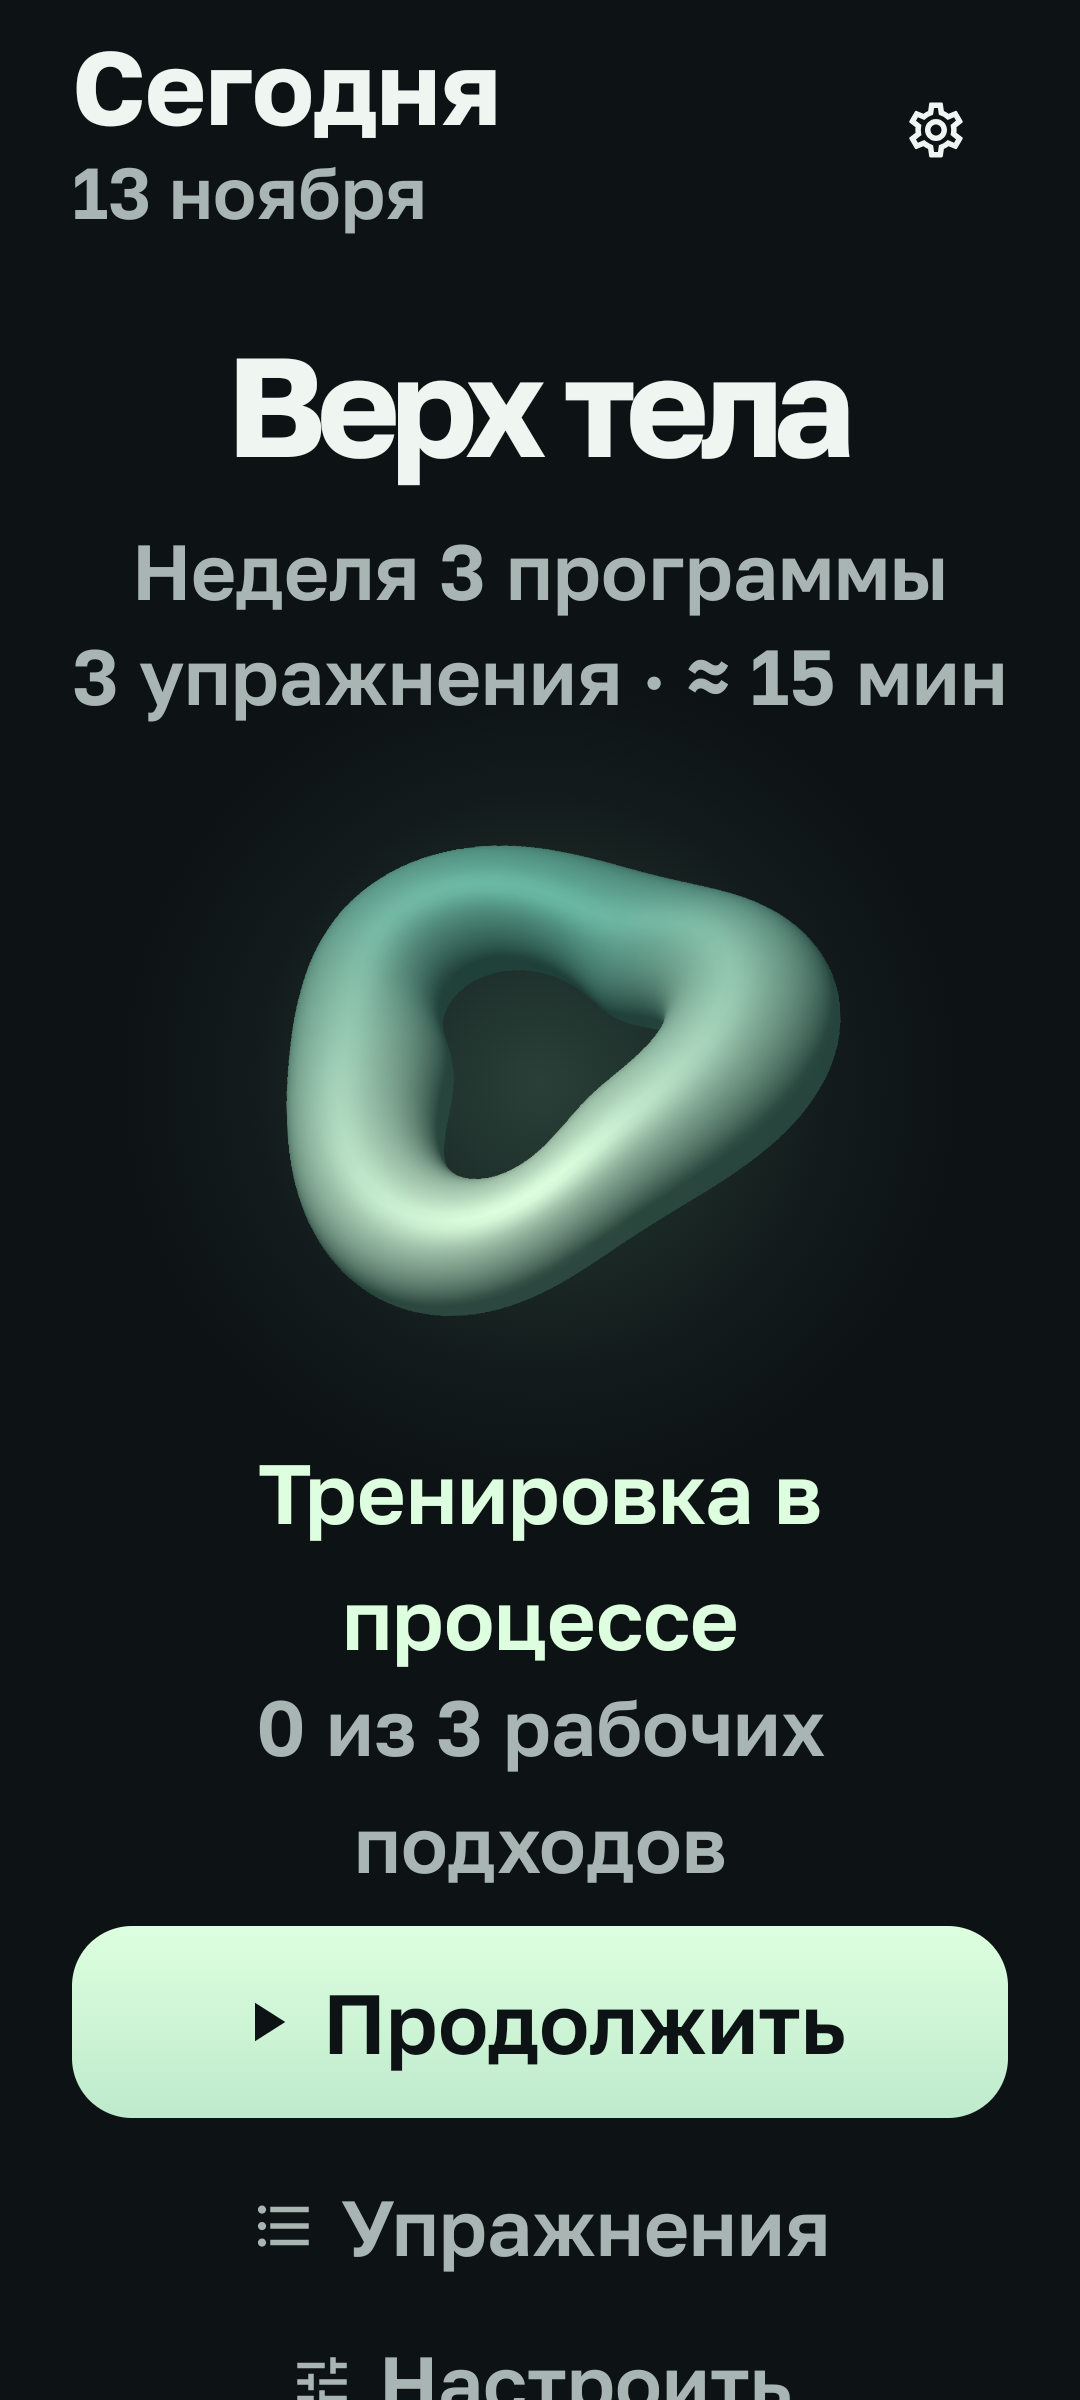 Сегодня
13 ноября
Верх тела
Неделя 3 программы
3 упражнения · ≈ 15 мин
Тренировка в
процессе
0 из 3 рабочих
подходов
Продолжить
Упражнения
Настроить